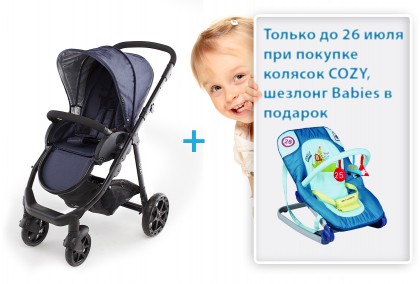 Только до 26 июля
при покупке
колясок COZY,
шезлонг Babies в
подарок